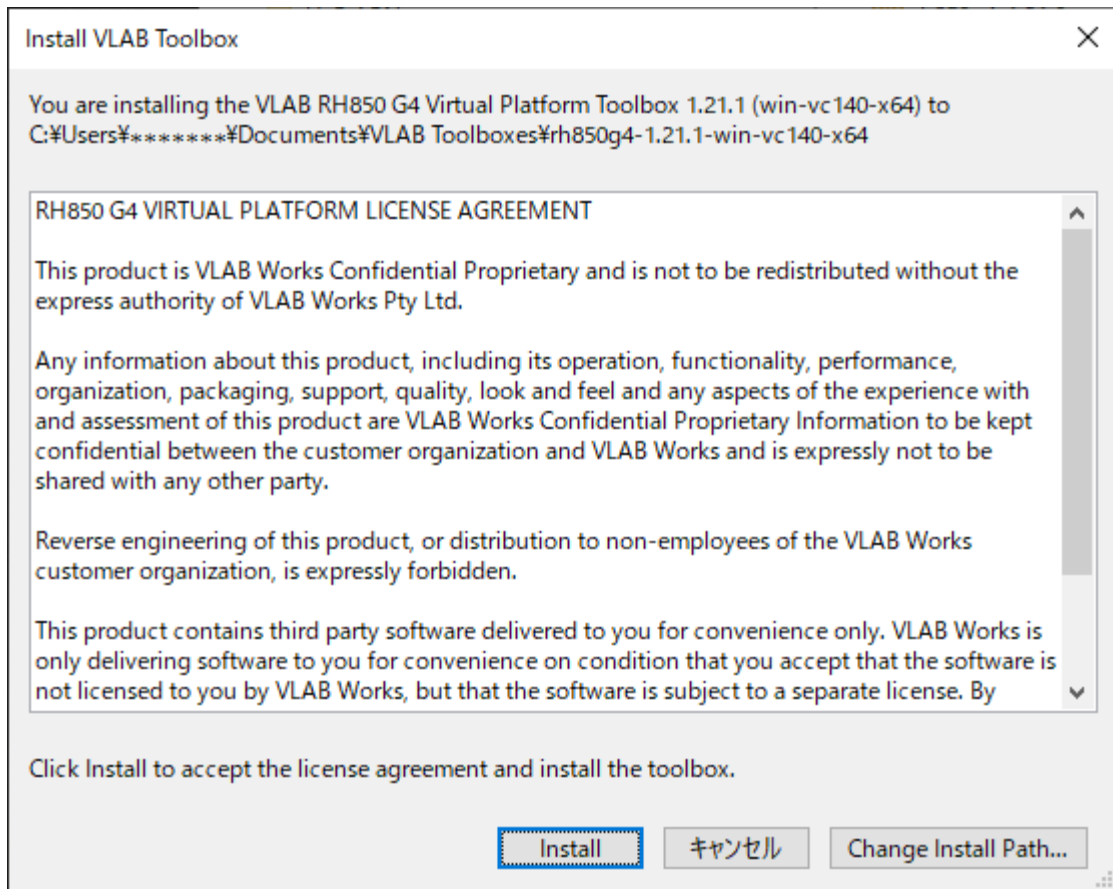 Install VLAB Toolbox
You are installing the VLAB RH850 G4 Virtual Platform Toolbox 1.21.1 (win-vc140-x64) to
C:¥Users¥*******¥Documents¥VLAB Toolboxes¥rh850g4-1.21.1-win-vc140-x64
RH850 G4 VIRTUAL PLATFORM LICENSE AGREEMENT
This product is VLAB Works Confidential Proprietary and is not to be redistributed without the
express authority of VLAB Works Pty Ltd.
Any information about this product, including its operation, functionality, performance,
organization, packaging, support, quality, look and feel and any aspects of the experience with
and assessment of this product are VLAB Works Confidential Proprietary Information to be kept
confidential between the customer organization and VLAB Works and is expressly not to be
shared with any other party.
Reverse engineering of this product, or distribution to non-employees of the VLAB Works
customer organization, is expressly forbidden.
This product contains third party software delivered to you for convenience only. VLAB Works is
only delivering software to you for convenience on condition that you accept that the software is
not licensed to you by VLAB Works, but that the software is subject to a separate license. By
Click Install to accept the license agreement and install the toolbox.
Install
キャンセル
Change Install Path...